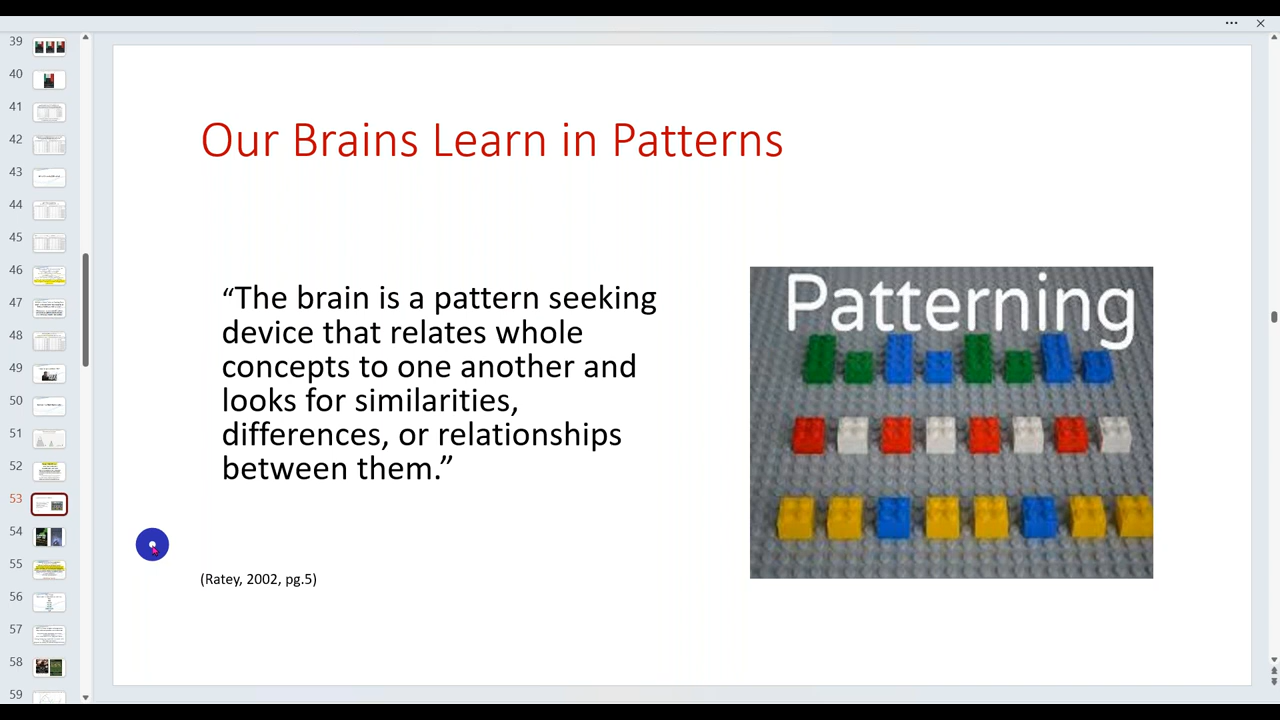 39
40
41
42
43
44
45
46
47
48
49
50
51
52
53
54
55
56
57
58
59
Our Brains Learn in Patterns
“The brain is a pattern seeking
device that relates whole
concepts to one another and
looks for similarities,
differences, or relationships
between them.”
(Ratey, 2002, pg.5)
Patterning